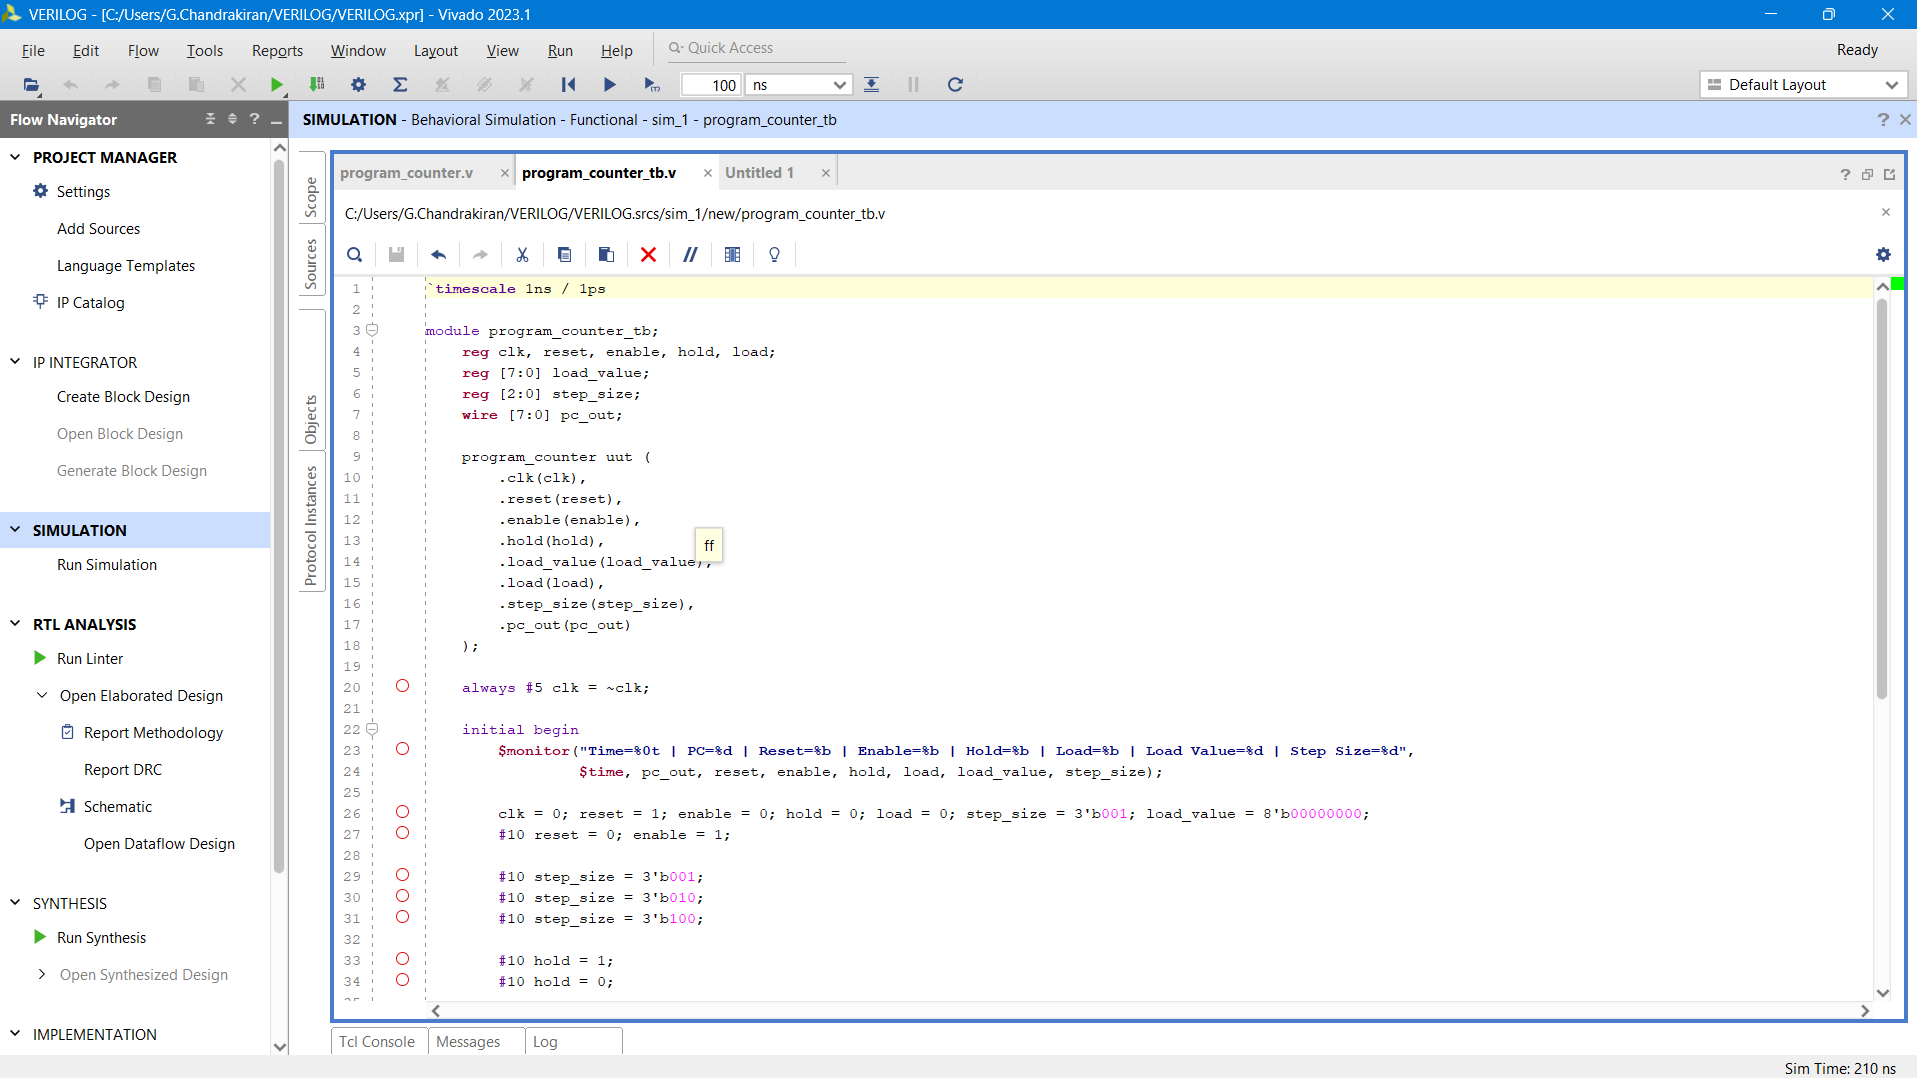 VERILOG - [C:/Users/G.Chandrakiran/VERILOG/VERILOG.xpr] - Vivado 2023.1
File Edit Flow Tools Reports Window Layout View Run Help Quick Access Ready
100 ns Default Layout
Flow Navigator
PROJECT MANAGER
Settings
Add Sources
Language Templates
IP Catalog
IP INTEGRATOR
Create Block Design
Open Block Design
Generate Block Design
SIMULATION
Run Simulation
RTL ANALYSIS
Run Linter
Open Elaborated Design
Report Methodology
Report DRC
Schematic
Open Dataflow Design
SYNTHESIS
Run Synthesis
Open Synthesized Design
IMPLEMENTATION
SIMULATION - Behavioral Simulation - Functional - sim_1 - program_counter_tb
Scope
Sources
Objects
Protocol Instances
program_counter.v program_counter_tb.v Untitled 1
C:/Users/G.Chandrakiran/VERILOG/VERILOG.srcs/sim_1/new/program_counter_tb.v
1 `timescale 1ns / 1ps
2
3 module program_counter_tb;
4 reg clk, reset, enable, hold, load;
5 reg [7:0] load_value;
6 reg [2:0] step_size;
7 wire [7:0] pc_out;
8
9 program_counter uut (
10 .clk(clk),
11 .reset(reset),
12 .enable(enable),
13 .hold(hold),
ff
14 .load_value(load_value),
15 .load(load),
16 .step_size(step_size),
17 .pc_out(pc_out)
18 );
19
20 always #5 clk = ~clk;
21
22 initial begin
23 $monitor("Time=%0t | PC=%d | Reset=%b | Enable=%b | Hold=%b | Load=%b | Load Value=%d | Step Size=%d",
24 $time, pc_out, reset, enable, hold, load, load_value, step_size);
25
26 clk = 0; reset = 1; enable = 0; hold = 0; load = 0; step_size = 3'b001; load_value = 8'b00000000;
27 #10 reset = 0; enable = 1;
28
29 #10 step_size = 3'b001;
30 #10 step_size = 3'b010;
31 #10 step_size = 3'b100;
32
33 #10 hold = 1;
34 #10 hold = 0;
Tcl Console Messages Log
Sim Time: 210 ns